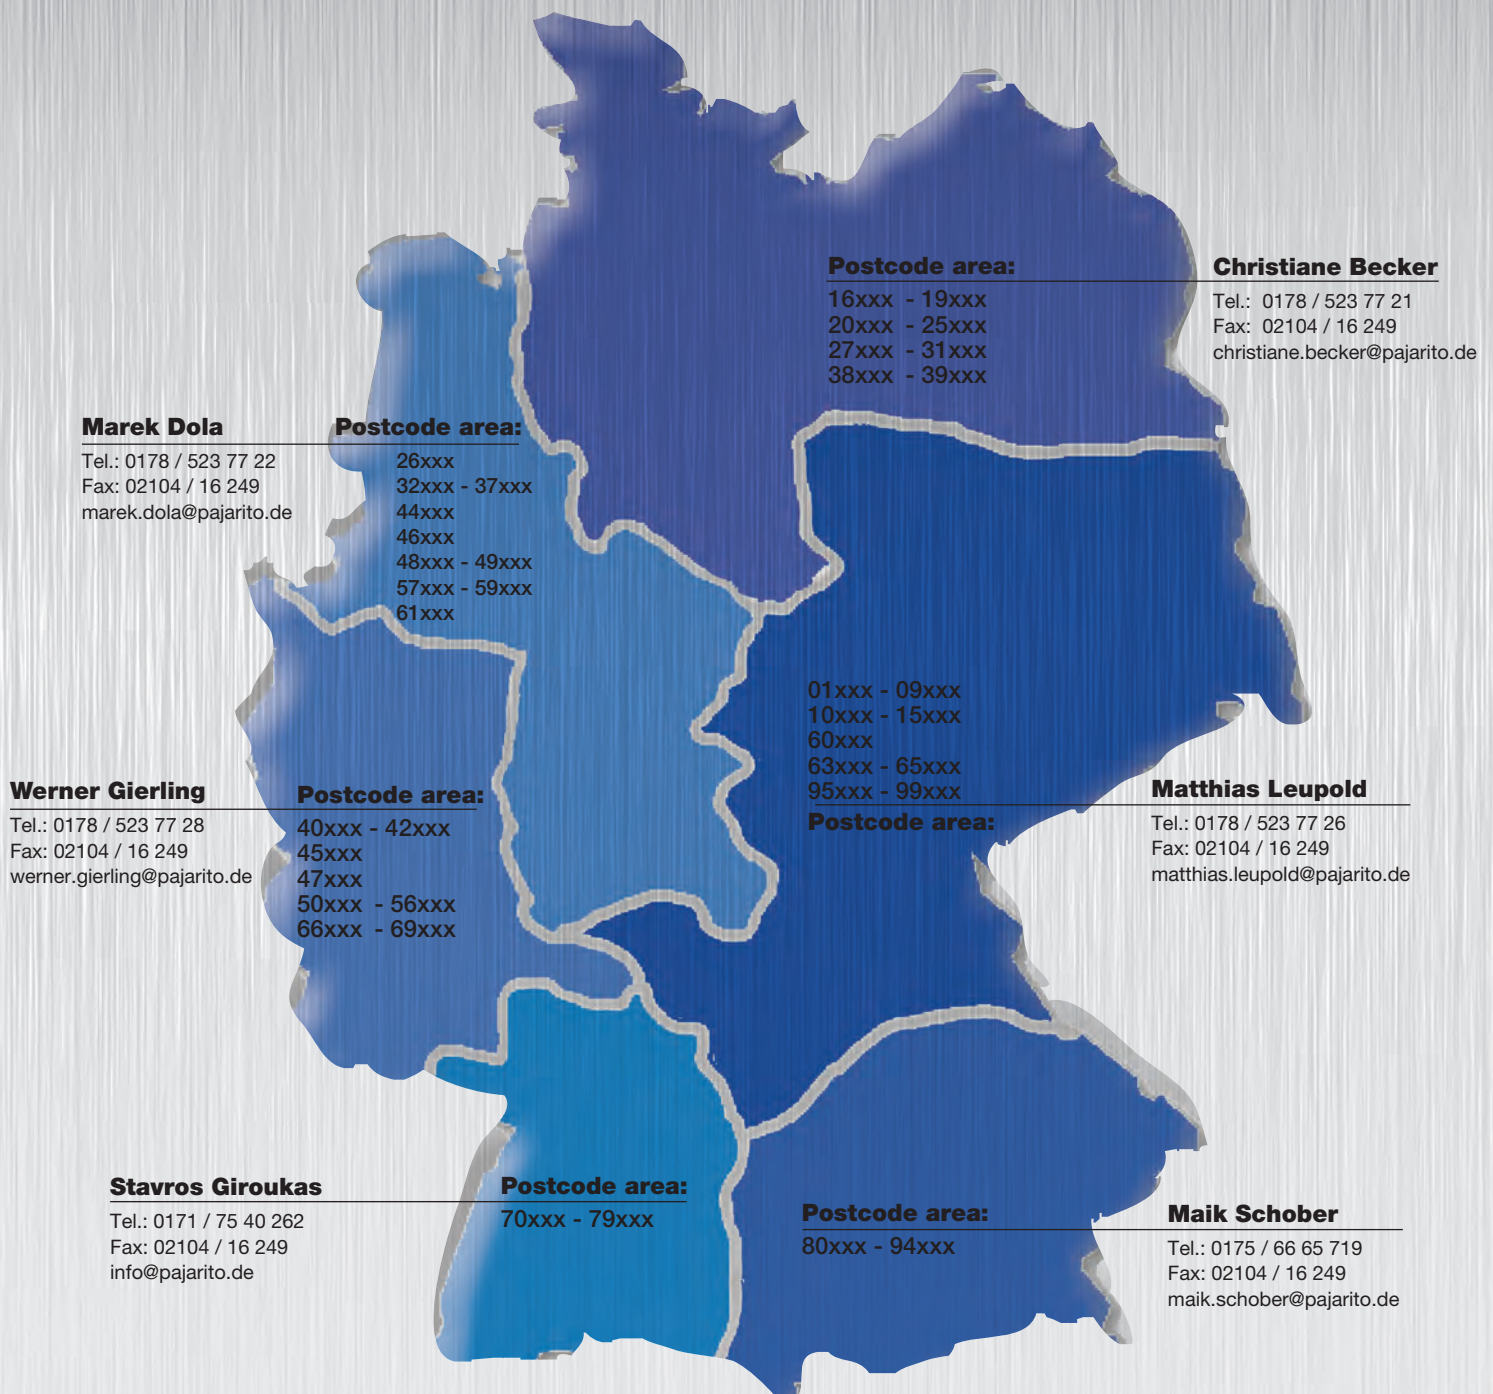 Postcode area:
16xxx - 19xxx
20xxx - 25xxx
27xxx - 31xxx
38xxx - 39xxx
Christiane Becker
Tel.: 0178 / 523 77 21
Fax: 02104 / 16 249
christiane.becker@pajarito.de
Marek Dola
Tel.: 0178 / 523 77 22
Fax: 02104 / 16 249
marek.dola@pajarito.de
Postcode area:
26xxx
32xxx - 37xxx
44xxx
46xxx
48xxx - 49xxx
57xxx - 59xxx
61xxx
01xxx - 09xxx
10xxx - 15xxx
60xxx
63xxx - 65xxx
95xxx - 99xxx
Postcode area:
Matthias Leupold
Tel.: 0178 / 523 77 26
Fax: 02104 / 16 249
matthias.leupold@pajarito.de
Werner Gierling
Tel.: 0178 / 523 77 28
Fax: 02104 / 16 249
werner.gierling@pajarito.de
Postcode area:
40xxx - 42xxx
45xxx
47xxx
50xxx - 56xxx
66xxx - 69xxx
Stavros Giroukas
Tel.: 0171 / 75 40 262
Fax: 02104 / 16 249
info@pajarito.de
Postcode area:
70xxx - 79xxx
Postcode area:
80xxx - 94xxx
Maik Schober
Tel.: 0175 / 66 65 719
Fax: 02104 / 16 249
maik.schober@pajarito.de